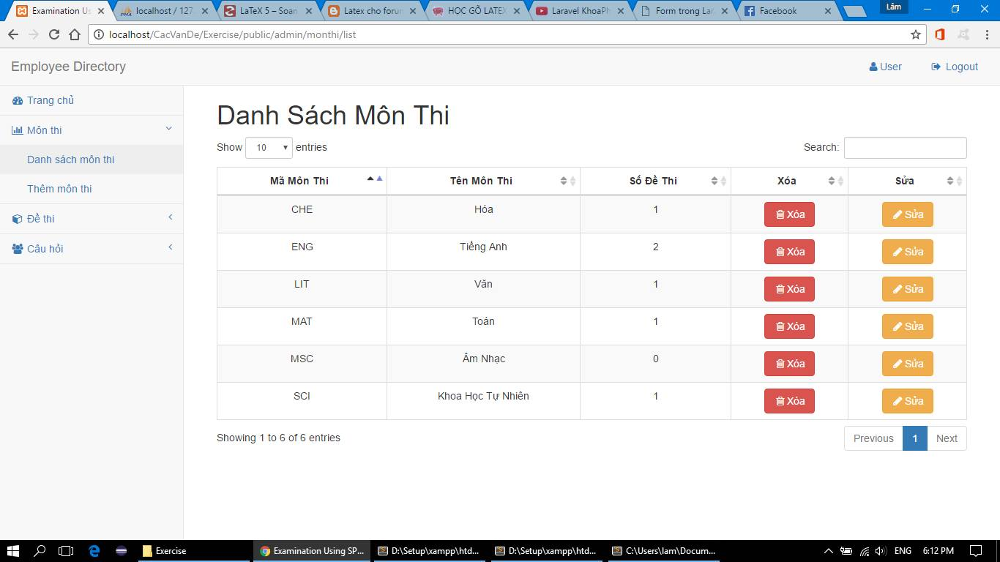 Examination Us
localhost / 127
LaTeX 5 – Soan
Latex cho forun
HỌC GÕ LATEX
Laravel KhoaPh
Form trong Lar
Facebook
Lâm
localhost/CacVanDe/Exercise/public/admin/monthi/list
Employee Directory
User
Logout
Trang chủ
Môn thi
Danh sách môn thi
Thêm môn thi
Đề thi
Câu hỏi
Danh Sách Môn Thi
Show 10 entries
Search:
Mã Môn Thi Tên Môn Thi Số Đề Thi Xóa Sửa
CHE Hóa 1 Xóa Sửa
ENG Tiếng Anh 2 Xóa Sửa
LIT Văn 1 Xóa Sửa
MAT Toán 1 Xóa Sửa
MSC Âm Nhạc 0 Xóa Sửa
SCI Khoa Học Tự Nhiên 1 Xóa Sửa
Showing 1 to 6 of 6 entries
Previous 1 Next
Exercise
Examination Using SP...
D:\Setup\xampp\htd...
D:\Setup\xampp\htd...
C:\Users\lam\Docum...
ENG
6:12 PM